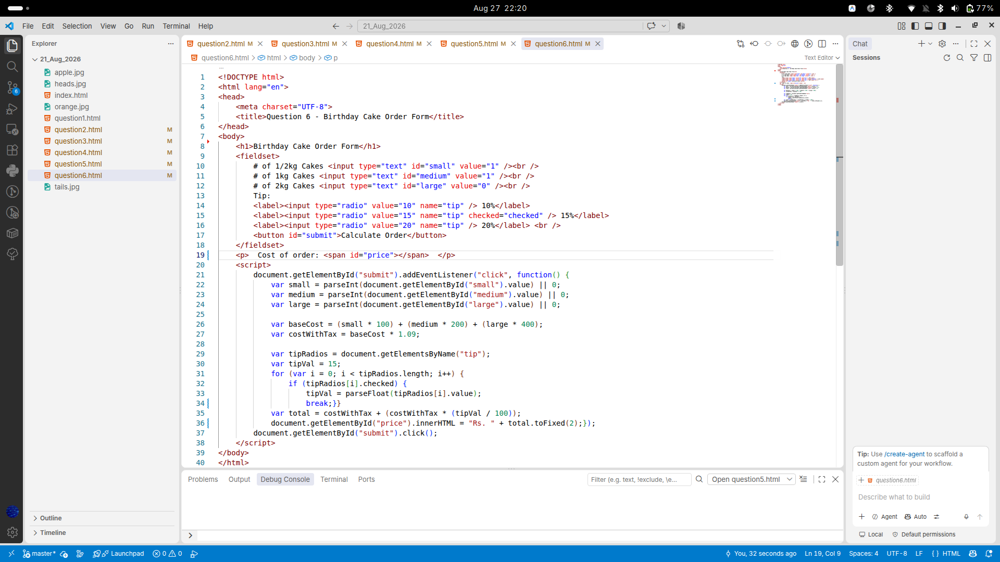 Aug 27 22:20
77%
File Edit Selection View Go Run Terminal Help
21_Aug_2026
Explorer
21_Aug_2026
apple.jpg
heads.jpg
index.html
orange.jpg
question1.html
question2.html M
question3.html M
question4.html M
question5.html M
question6.html M
tails.jpg
6
Outline
Timeline
question2.html M question3.html M question4.html M question5.html M question6.html M
question6.html > html > body > p
Text Editor
1 <!DOCTYPE html>
2 <html lang="en">
3 <head>
4 <meta charset="UTF-8">
5 <title>Question 6 - Birthday Cake Order Form</title>
6 </head>
7 <body>
8 <h1>Birthday Cake Order Form</h1>
9 <fieldset>
10 # of 1/2kg Cakes <input type="text" id="small" value="1" /><br />
11 # of 1kg Cakes <input type="text" id="medium" value="1" /><br />
12 # of 2kg Cakes <input type="text" id="large" value="0" /><br />
13 Tip:
14 <label><input type="radio" value="10" name="tip" /> 10%</label>
15 <label><input type="radio" value="15" name="tip" checked="checked" /> 15%</label>
16 <label><input type="radio" value="20" name="tip" /> 20%</label> <br />
17 <button id="submit">Calculate Order</button>
18 </fieldset>
19 <p>  Cost of order: <span id="price"></span>  </p>
20 <script>
21 document.getElementById("submit").addEventListener("click", function() {
22 var small = parseInt(document.getElementById("small").value) || 0;
23 var medium = parseInt(document.getElementById("medium").value) || 0;
24 var large = parseInt(document.getElementById("large").value) || 0;
25
26 var baseCost = (small * 100) + (medium * 200) + (large * 400);
27 var costWithTax = baseCost * 1.09;
28
29 var tipRadios = document.getElementsByName("tip");
30 var tipVal = 15;
31 for (var i = 0; i < tipRadios.length; i++) {
32 if (tipRadios[i].checked) {
33 tipVal = parseFloat(tipRadios[i].value);
34 break;}}
35 var total = costWithTax + (costWithTax * (tipVal / 100));
36 document.getElementById("price").innerHTML = "Rs. " + total.toFixed(2);});
37 document.getElementById("submit").click();
38 </script>
39 </body>
40 </html>
Problems Output Debug Console Terminal Ports
Filter (e.g. text, !exclude, \e...
Open question5.html
Chat
Sessions
Tip: Use /create-agent to scaffold a
custom agent for your workflow.
question6.html
Describe what to build
Agent Auto
Local Default permissions
master* Launchpad 0 0
You, 32 seconds ago Ln 19, Col 9 Spaces: 4 UTF-8 LF { } HTML